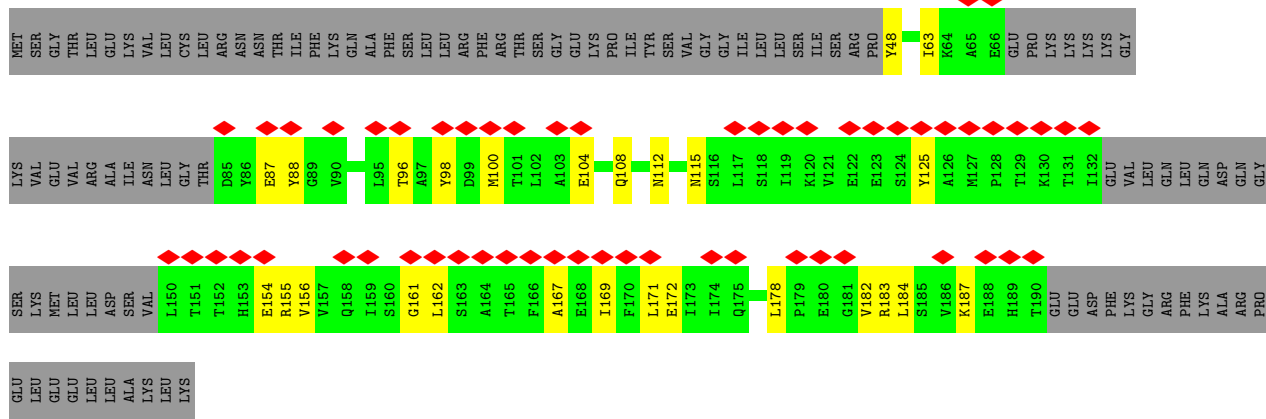 MET SER GLY THR LEU GLU LYS VAL LEU CYS LEU ARG ASN ASN THR ILE PHE LYS GLN ALA PHE SER LEU LEU ARG PHE ARG THR SER GLY GLU LYS PRO ILE TYR SER VAL GLY GLY ILE LEU LEU SER ILE SER ARG PRO Y48 I63 K64 A65 E66 GLU PRO LYS LYS LYS LYS GLY
LYS VAL GLU VAL ARG ALA ILE ASN LEU GLY THR D85 Y86 E87 Y88 G89 V90 L95 T96 A97 Y98 D99 M100 T101 L102 A103 E104 Q108 N112 N115 S116 L117 S118 I119 K120 V121 E122 E123 S124 Y125 A126 M127 P128 T129 K130 T131 I132 GLU VAL LEU GLN LEU GLN ASP GLN GLY
SER LYS MET LEU LEU ASP SER VAL L150 T151 T152 H153 E154 R155 V156 V157 Q158 I159 S160 G161 L162 S163 A164 T165 F166 A167 E168 I169 F170 L171 E172 I173 I174 Q175 L178 P179 E180 G181 V182 R183 L184 S185 V186 K187 E188 H189 T190 GLU GLU ASP PHE LYS GLY ARG PHE LYS ALA ARG PRO
GLU LEU GLU GLU LEU LEU ALA LYS LEU LYS